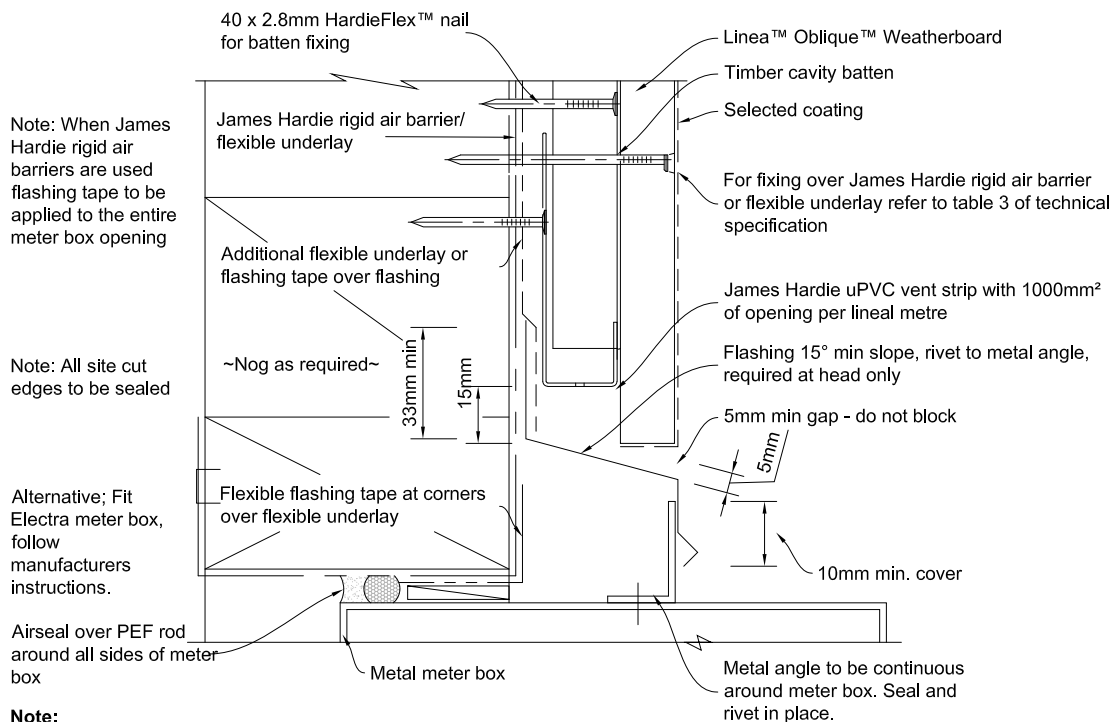 40 x 2.8mm HardieFlex™ nail
for batten fixing
Linea™ Oblique™ Weatherboard
Timber cavity batten
Selected coating
Note: When James
Hardie rigid air
barriers are used
flashing tape to be
applied to the entire
meter box opening
James Hardie rigid air barrier/
flexible underlay
For fixing over James Hardie rigid air barrier
or flexible underlay refer to table 3 of technical
specification
Additional flexible underlay or
flashing tape over flashing
James Hardie uPVC vent strip with 1000mm²
of opening per lineal metre
Note: All site cut
edges to be sealed
~Nog as required~
33mm min
15mm
Flashing 15° min slope, rivet to metal angle,
required at head only
5mm min gap - do not block
5mm
Alternative; Fit
Electra meter box,
follow
manufacturers
instructions.
Flexible flashing tape at corners
over flexible underlay
10mm min. cover
Airseal over PEF rod
around all sides of meter
box
Metal meter box
Metal angle to be continuous
around meter box. Seal and
rivet in place.
Note: